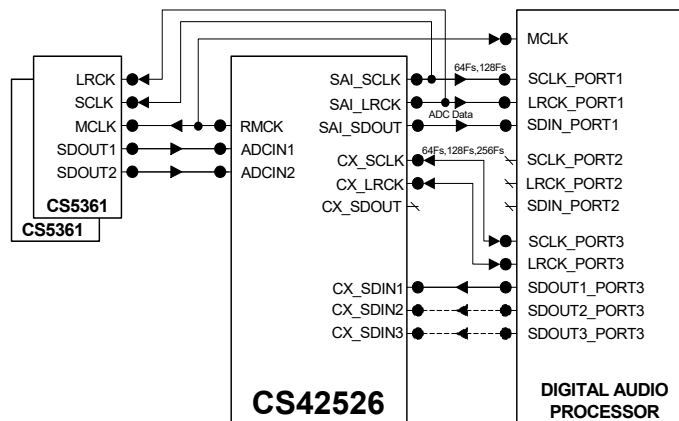 MCLK
64Fs,128Fs
LRCK
SCLK
MCLK
SDOUT1
SDOUT2
CS5361
CS5361
RMCK
ADCIN1
ADCIN2
SAI_SCLK
SAI_LRCK
SAI_SDOUT
CX_SCLK
CX_LRCK
CX_SDOUT
CX_SDIN1
CX_SDIN2
CX_SDIN3
CS42526
ADC Data
64Fs,128Fs,256Fs
SCLK_PORT1
LRCK_PORT1
SDIN_PORT1
SCLK_PORT2
LRCK_PORT2
SDIN_PORT2
SCLK_PORT3
LRCK_PORT3
SDOUT1_PORT3
SDOUT2_PORT3
SDOUT3_PORT3
DIGITAL AUDIO
PROCESSOR